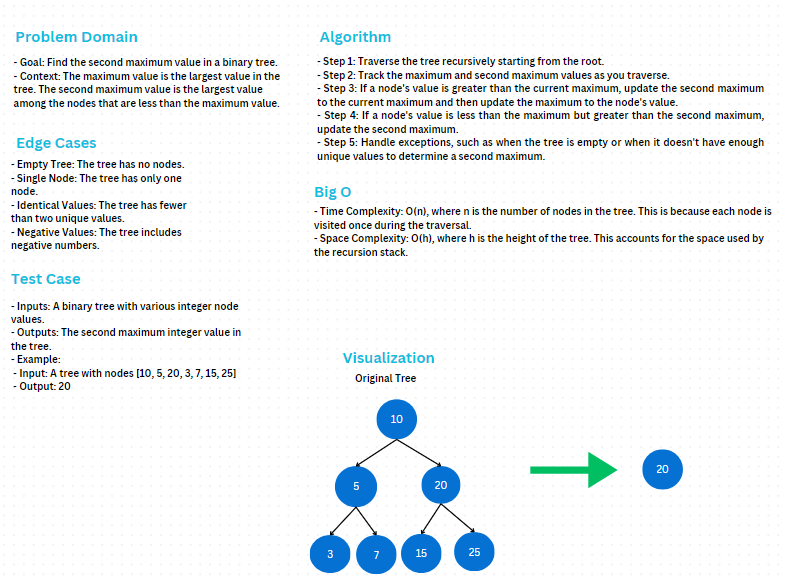 Problem Domain
- Goal: Find the second maximum value in a binary tree.
- Context: The maximum value is the largest value in the
tree. The second maximum value is the largest value
among the nodes that are less than the maximum value.
Edge Cases
- Empty Tree: The tree has no nodes.
- Single Node: The tree has only one
node.
- Identical Values: The tree has fewer
than two unique values.
- Negative Values: The tree includes
negative numbers.
Test Case
- Inputs: A binary tree with various integer node
values.
- Outputs: The second maximum integer value in
the tree.
- Example:
- Input: A tree with nodes [10, 5, 20, 3, 7, 15, 25]
- Output: 20
Algorithm
- Step 1: Traverse the tree recursively starting from the root.
- Step 2: Track the maximum and second maximum values as you traverse.
- Step 3: If a node's value is greater than the current maximum, update the second maximum
to the current maximum and then update the maximum to the node's value.
- Step 4: If a node's value is less than the maximum but greater than the second maximum,
update the second maximum.
- Step 5: Handle exceptions, such as when the tree is empty or when it doesn't have enough
unique values to determine a second maximum.
Big O
- Time Complexity: O(n), where n is the number of nodes in the tree. This is because each node is
visited once during the traversal.
- Space Complexity: O(h), where h is the height of the tree. This accounts for the space used by
the recursion stack.
Visualization
Original Tree
10
5
20
3
7
15
25
20